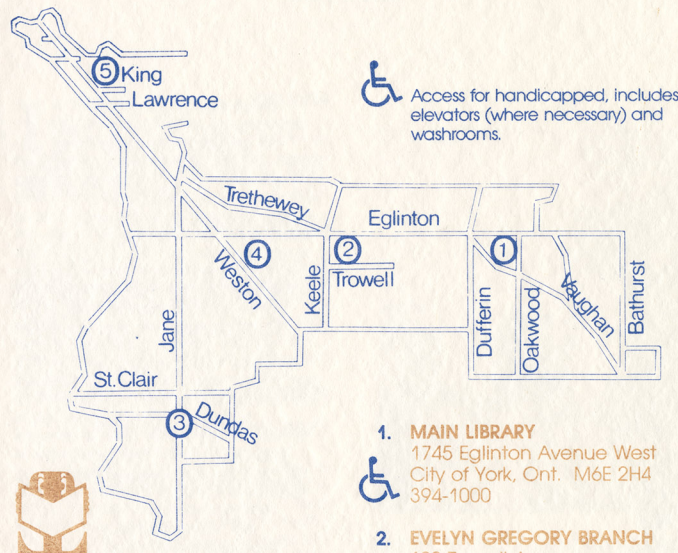 5 King
Lawrence
Access for handicapped, includes
elevators (where necessary) and
washrooms.
Trethewey
Eglinton
4
2
1
Weston
Keele
Trowell
Dufferin
Oakwood
Vaughan
Bathurst
Jane
St.Clair
3
Dundas
1. MAIN LIBRARY
1745 Eglinton Avenue West
City of York, Ont. M6E 2H4
394-1000
2. EVELYN GREGORY BRANCH